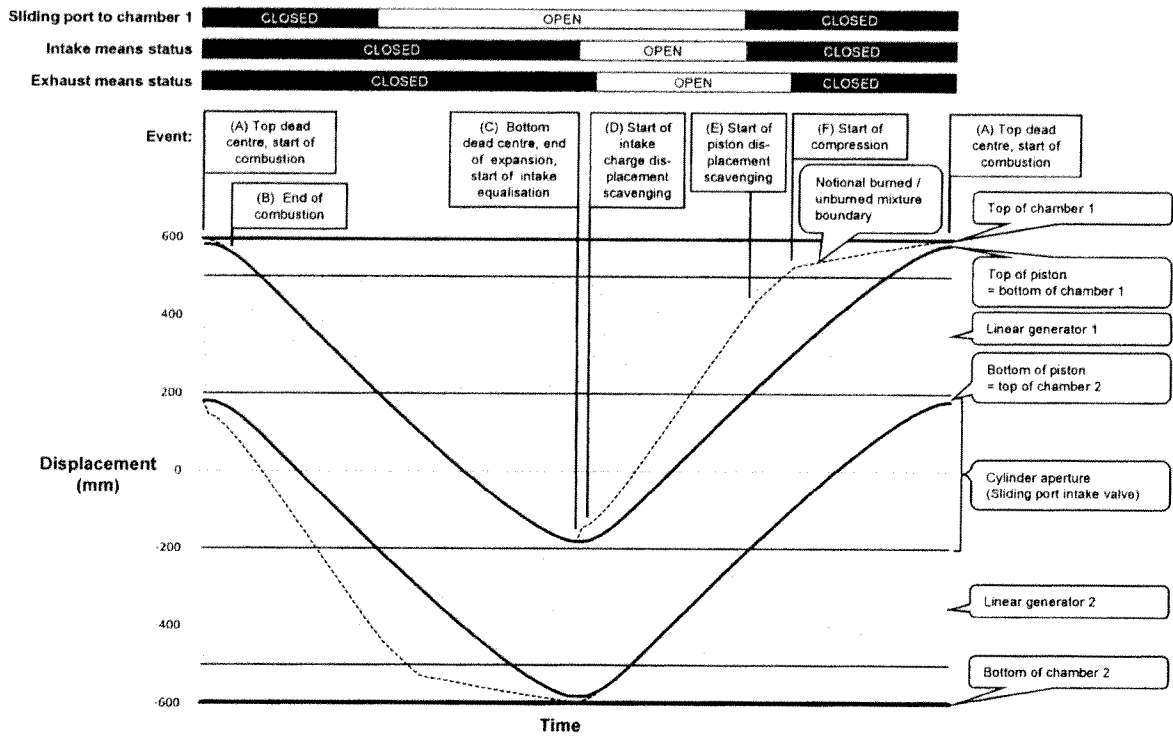 Sliding port to chamber 1
CLOSED
OPEN
CLOSED
Intake means status
CLOSED
OPEN
CLOSED
Exhaust means status
CLOSED
OPEN
CLOSED
Event:
(A) Top dead
centre, start of
combustion
(B) End of
combustion
(C) Bottom
dead centre, end
of expansion,
start of intake
equalisation
(D) Start of
intake
charge dis-
placement
scavenging
(E) Start of
piston dis-
placement
scavenging
(F) Start of
compression
(A) Top dead
centre, start of
combustion
Notional burned /
unburned mixture
boundary
Top of chamber 1
Top of piston
= bottom of chamber 1
Linear generator 1
Bottom of piston
= top of chamber 2
Cylinder aperture
(Sliding port intake valve)
Linear generator 2
Bottom of chamber 2
600
400
200
0
-200
-400
-600
Displacement
(mm)
Time